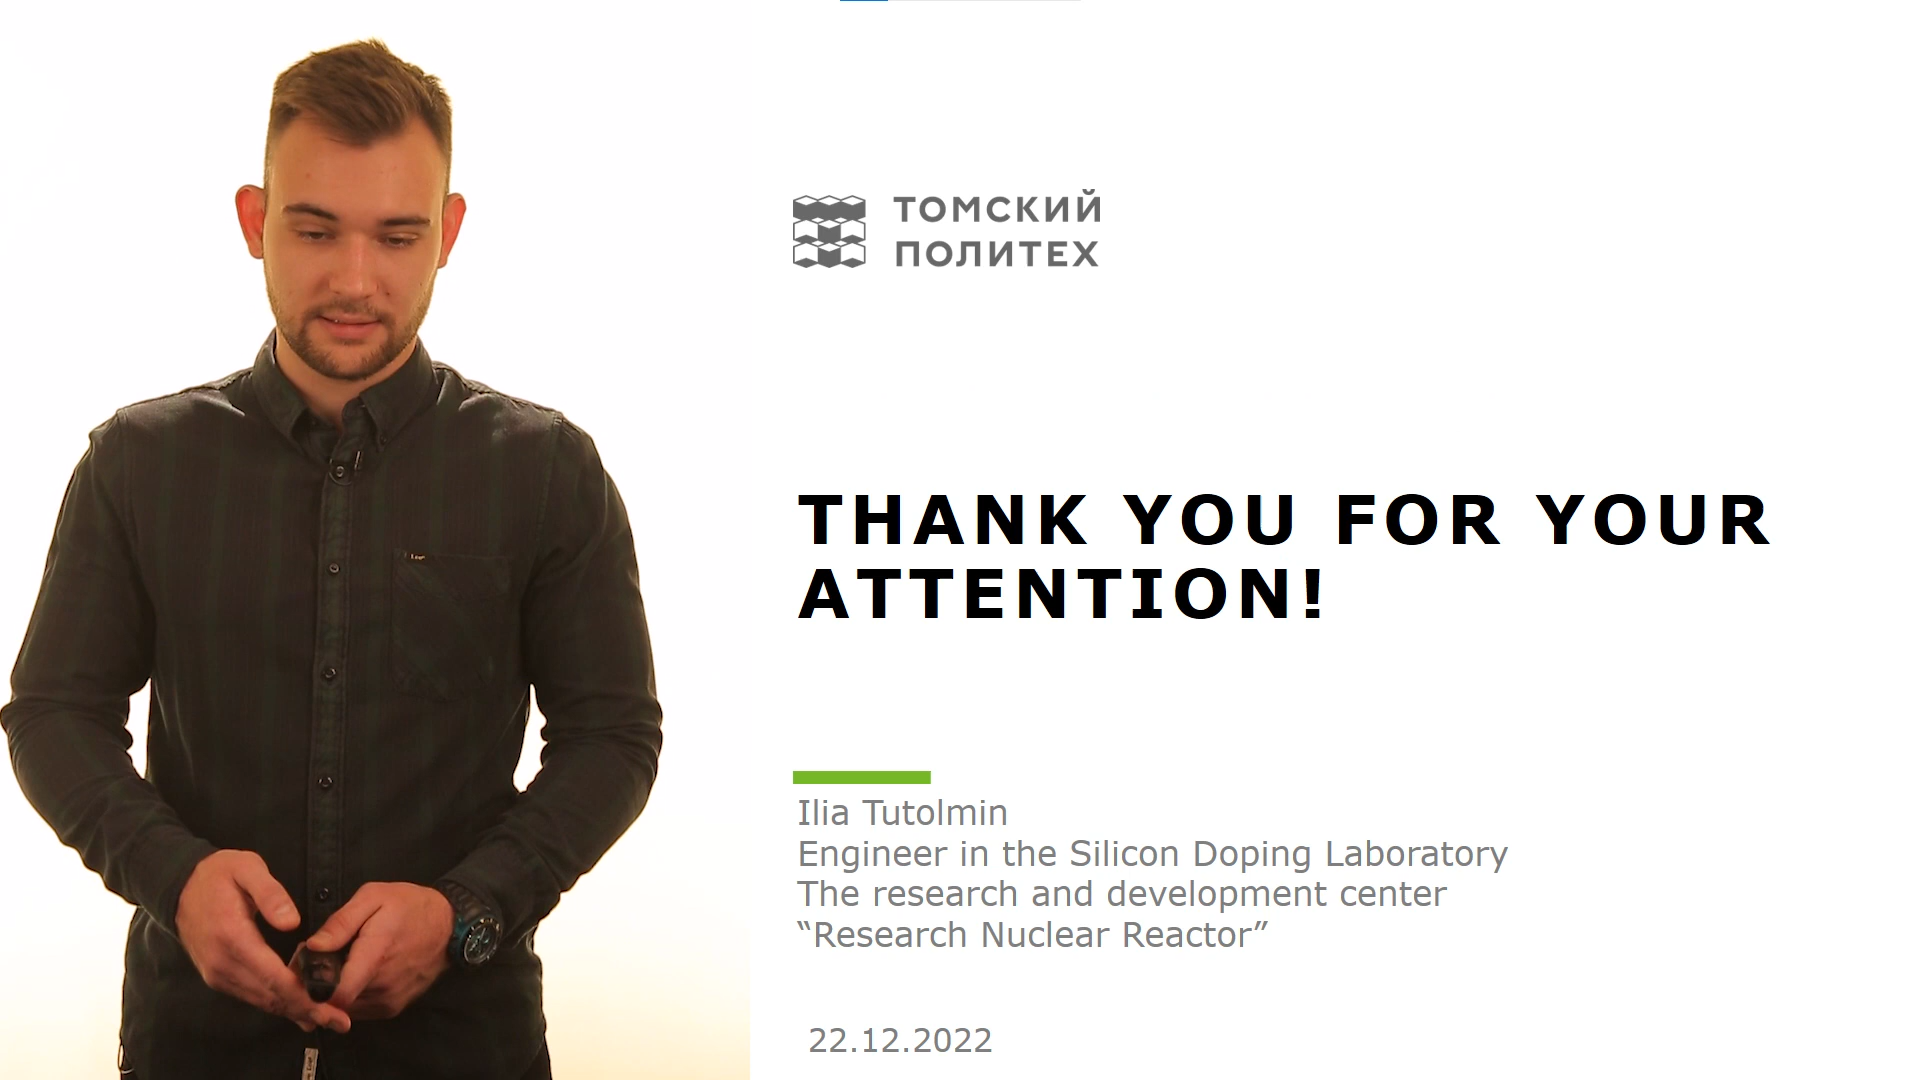 ТОМСКИЙ
ПОЛИТЕХ
THANK YOU FOR YOUR
ATTENTION!
Ilia Tutolmin
Engineer in the Silicon Doping Laboratory
The research and development center
“Research Nuclear Reactor”
22.12.2022